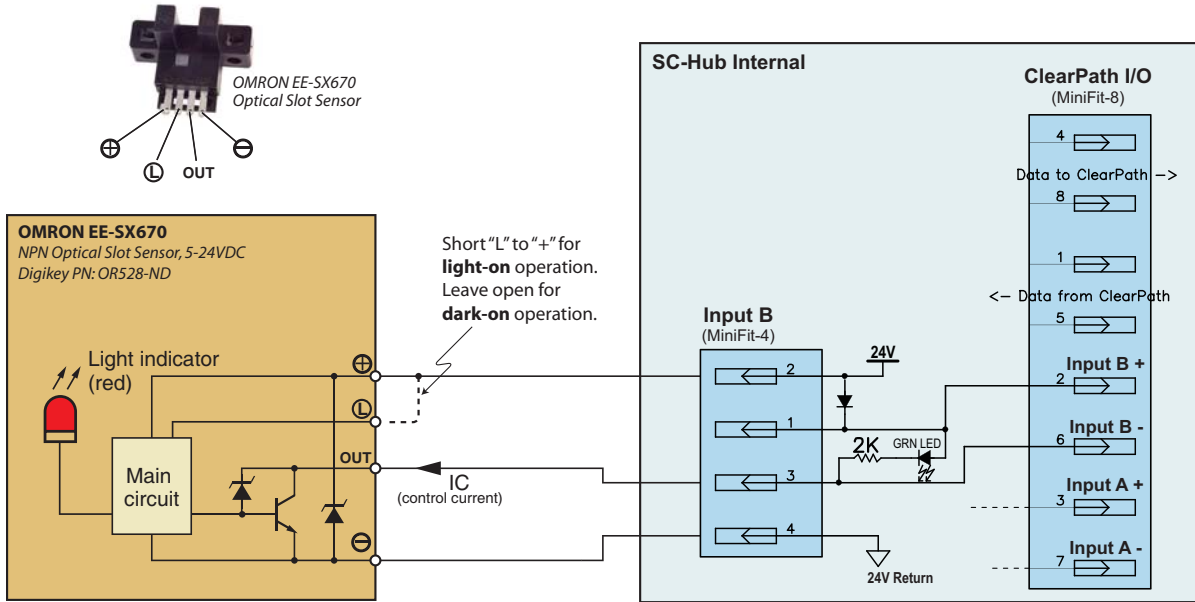 OMRON EE-SX670
Optical Slot Sensor
⊕
Ⓛ
OUT
⊖
OMRON EE-SX670
NPN Optical Slot Sensor, 5-24VDC
Digikey PN: OR528-ND
Light indicator
(red)
Main
circuit
⊕
Ⓛ
OUT
⊖
Short "L" to "+" for
light-on operation.
Leave open for
dark-on operation.
IC
(control current)
SC-Hub Internal
Input B
(MiniFit-4)
2
1
3
4
24V
2K
GRN LED
24V Return
ClearPath I/O
(MiniFit-8)
4
Data to ClearPath –>
8
1
<– Data from ClearPath
5
Input B +
2
Input B -
6
Input A +
3
Input A -
7